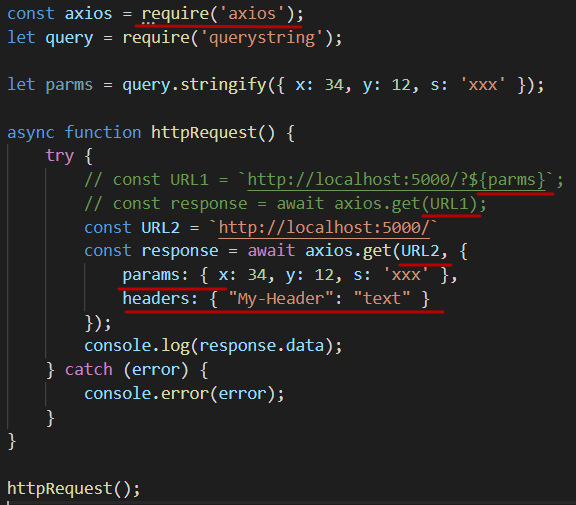 const axios = require('axios');
let query = require('querystring');
let parms = query.stringify({ x: 34, y: 12, s: 'xxx' });
async function httpRequest() {
try {
// const URL1 = `http://localhost:5000/?${parms}`;
// const response = await axios.get(URL1);
const URL2 = `http://localhost:5000/`
const response = await axios.get(URL2, {
params: { x: 34, y: 12, s: 'xxx' },
headers: { "My-Header": "text" }
});
console.log(response.data);
} catch (error) {
console.error(error);
}
}
httpRequest();